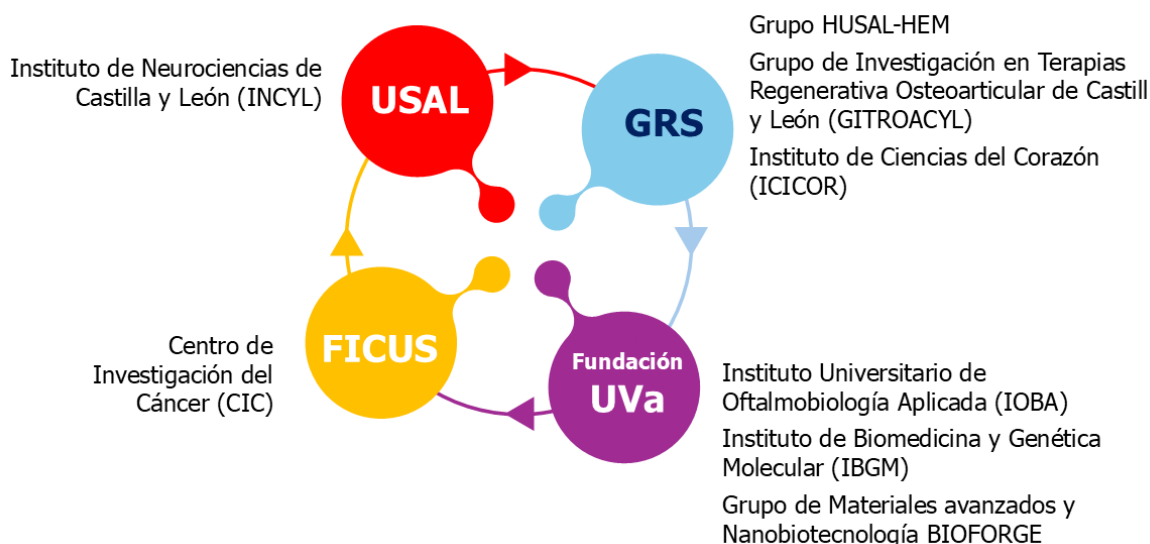 Instituto de Neurociencias de
Castilla y León (INCYL)
USAL
GRS
Grupo HUSAL-HEM
Grupo de Investigación en Terapias
Regenerativa Osteoarticular de Castill
y León (GITROACYL)
Instituto de Ciencias del Corazón
(ICICOR)
FICUS
Centro de
Investigación del
Cáncer (CIC)
Fundación
UVa
Instituto Universitario de
Oftalmobiología Aplicada (IOBA)
Instituto de Biomedicina y Genética
Molecular (IBGM)
Grupo de Materiales avanzados y
Nanobiotecnología BIOFORGE